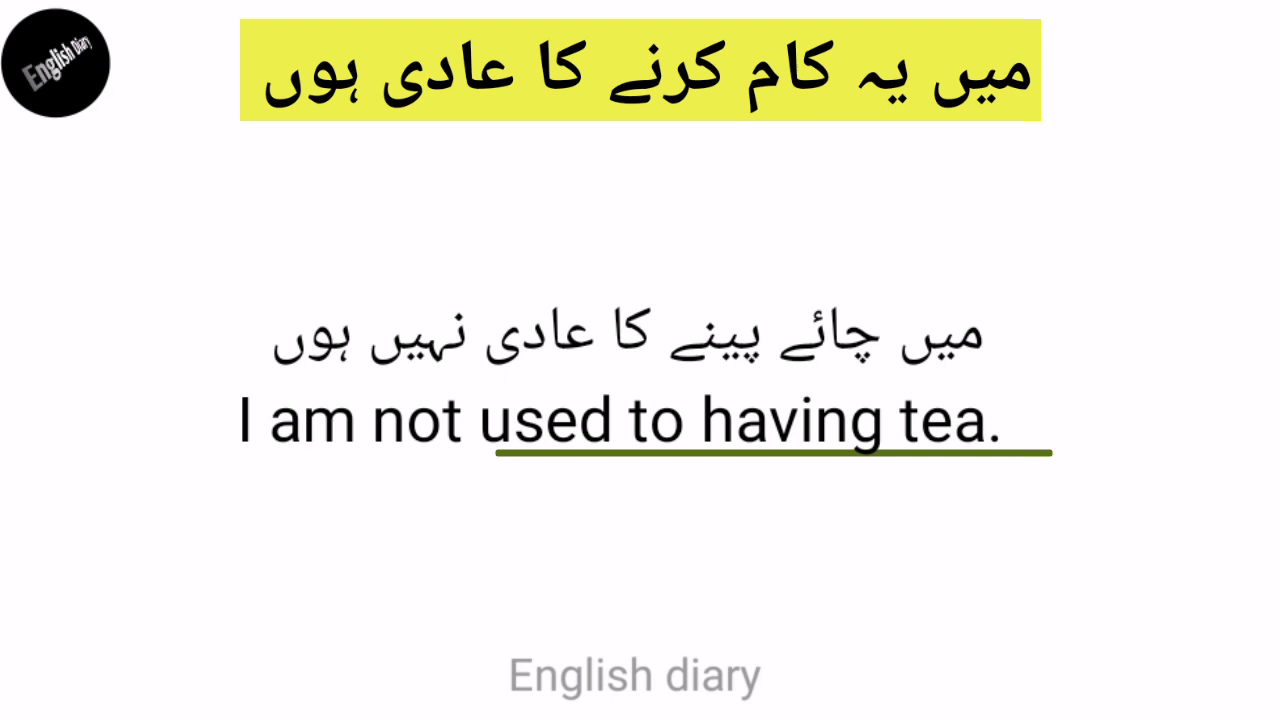 English Diary
میں یہ کام کرنے کا عادی ہوں
میں چائے پینے کا عادی نہیں ہوں
I am not used to having tea.
English diary